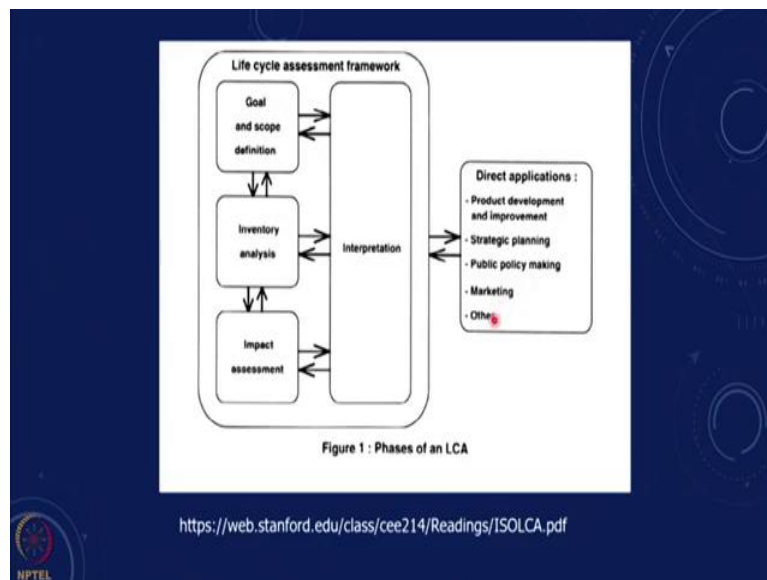 Life cycle assessment framework
Goal
and scope
definition
Inventory
analysis
Impact
assessment
Interpretation
Direct applications :
- Product development
and improvement
- Strategic planning
- Public policy making
- Marketing
- Other
Figure 1 : Phases of an LCA
https://web.stanford.edu/class/cee214/Readings/ISOLCA.pdf
NPTEL